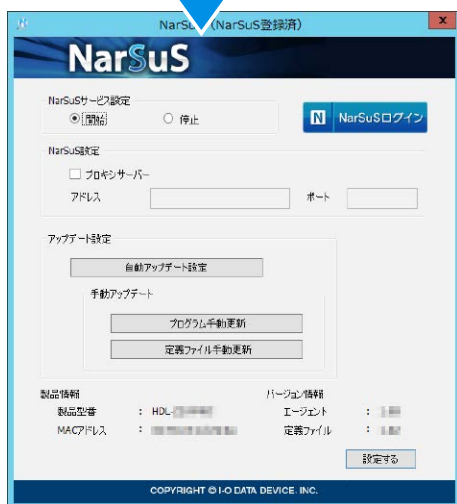 (NarSuS登録済)
x
NarSuS
NarSuSサービス設定
開始
停止
N NarSuSログイン
NarSuS設定
プロキシサーバー
アドレス
ポート
アップデート設定
自動アップデート設定
手動アップデート
プログラム手動更新
定義ファイル手動更新
製品情報
バージョン情報
製品型番 : HDL-
エージェント :
MACアドレス :
定義ファイル :
設定する
COPYRIGHT © I-O DATA DEVICE. INC.